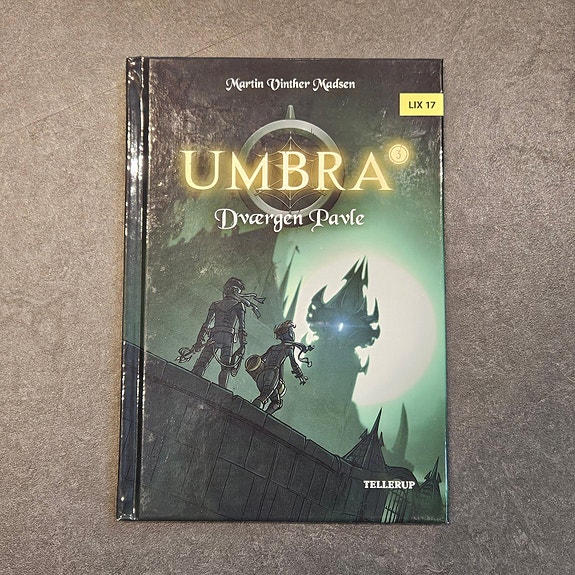 Martin Vinther Madsen
LIX 17
UMBRA 3
Dværgen Pavle
TELLERUP